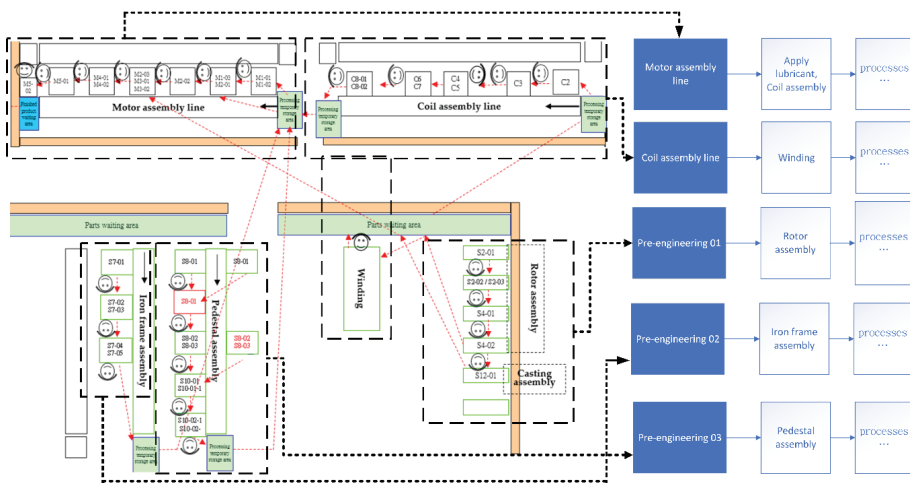 M5-
02
M5-01
M4-01
M4-02
M2-03
M3-01
M3-02
M2-02
M1-03
M2-01
M1-01
M1-02
Motor assembly line
Finished
product
waiting
area
Processing
temporary
storage
area
C8-01
C8-02
C6
C7
C4
C5
C3
C2
Coil assembly line
Processing
temporary
storage
area
Processing
temporary
storage
area
Motor assembly
line
Apply
lubricant,
Coil assembly
processes
...
Coil assembly line
Winding
processes
...
Pre-engineering 01
Rotor
assembly
processes
...
Pre-engineering 02
Iron frame
assembly
processes
...
Pre-engineering 03
Pedestal
assembly
processes
...
Parts waiting area
S7-01
S7-02
S7-03
S7-04
S7-05
Iron frame assembly
S8-01
S8-01
S8-01
S8-02
S8-03
S8-02
S8-03
S10-01
S10-01-1
S10-02-1
S10-02-
Pedestal assembly
Processing
temporary
storage area
Processing
temporary
storage area
Parts waiting area
Winding
S2-01
S2-02 / S2-03
S4-01
S4-02
S12-01
Rotor assembly
Casting
assembly